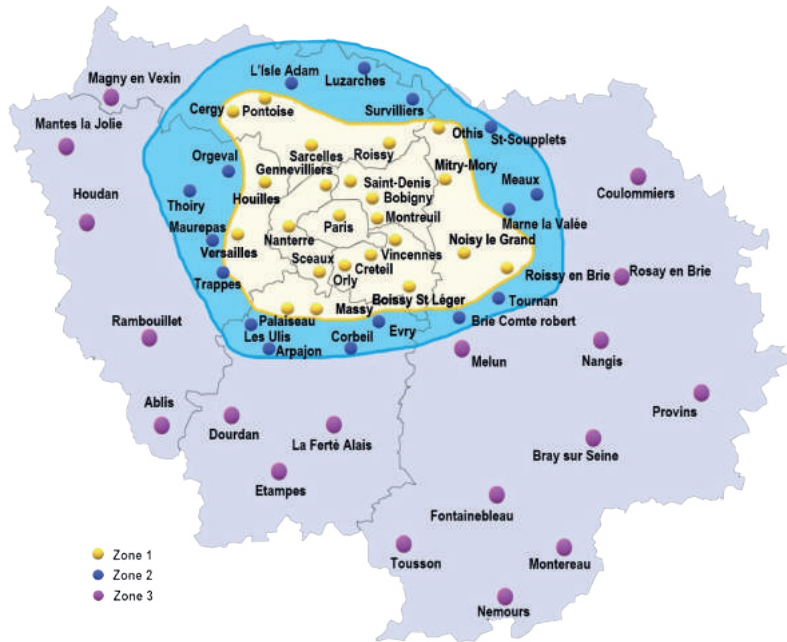 L'Isle Adam
Luzarches
Magny en Vexin
Survilliers
Cergy
Pontoise
Mantes la Jolie
Othis
St-Soupplets
Sarcelles
Roissy
Orgeval
Gennevilliers
Mitry-Mory
Meaux
Coulommiers
Houdan
Houilles
Saint-Denis
Thoiry
Bobigny
Marne la Valée
Maurepas
Paris
Montreuil
Nanterre
Noisy le Grand
Versailles
Vincennes
Sceaux
Creteil
Roissy en Brie
Rosay en Brie
Trappes
Orly
Boissy St Léger
Tournan
Rambouillet
Palaiseau
Massy
Brie Comte robert
Les Ulis
Corbeil
Evry
Arpajon
Melun
Nangis
Ablis
Provins
Dourdan
La Ferté Alais
Bray sur Seine
Etampes
Fontainebleau
Zone 1
Tousson
Montereau
Zone 2
Zone 3
Nemours